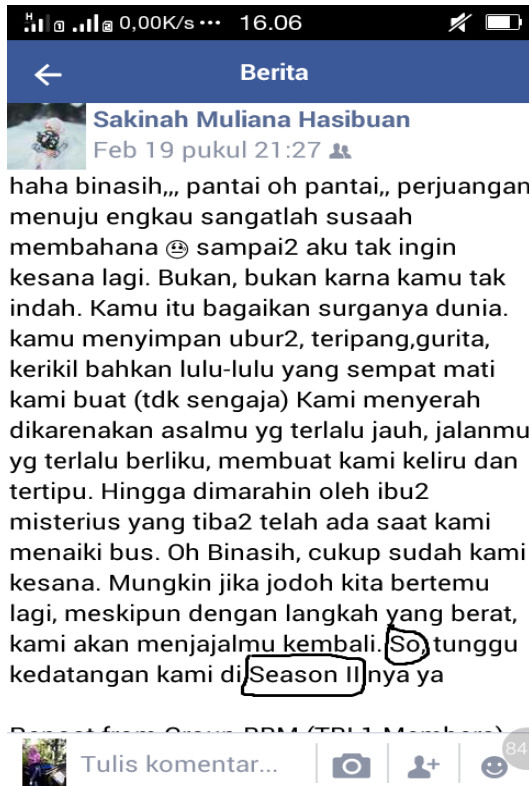 0,00K/s 16.06
Berita
Sakinah Muliana Hasibuan
Feb 19 pukul 21:27
haha binasih,,, pantai oh pantai,, perjuangan
menuju engkau sangatlah susaah
membahana 😫 sampai2 aku tak ingin
kesana lagi. Bukan, bukan karna kamu tak
indah. Kamu itu bagaikan surganya dunia.
kamu menyimpan ubur2, teripang,gurita,
kerikil bahkan lulu-lulu yang sempat mati
kami buat (tdk sengaja) Kami menyerah
dikarenakan asalmu yg terlalu jauh, jalanmu
yg terlalu berliku, membuat kami keliru dan
tertipu. Hingga dimarahin oleh ibu2
misterius yang tiba2 telah ada saat kami
menaiki bus. Oh Binasih, cukup sudah kami
kesana. Mungkin jika jodoh kita bertemu
lagi, meskipun dengan langkah yang berat,
kami akan menjajalmu kembali. So, tunggu
kedatangan kami di Season II nya ya
Tulis komentar...
84